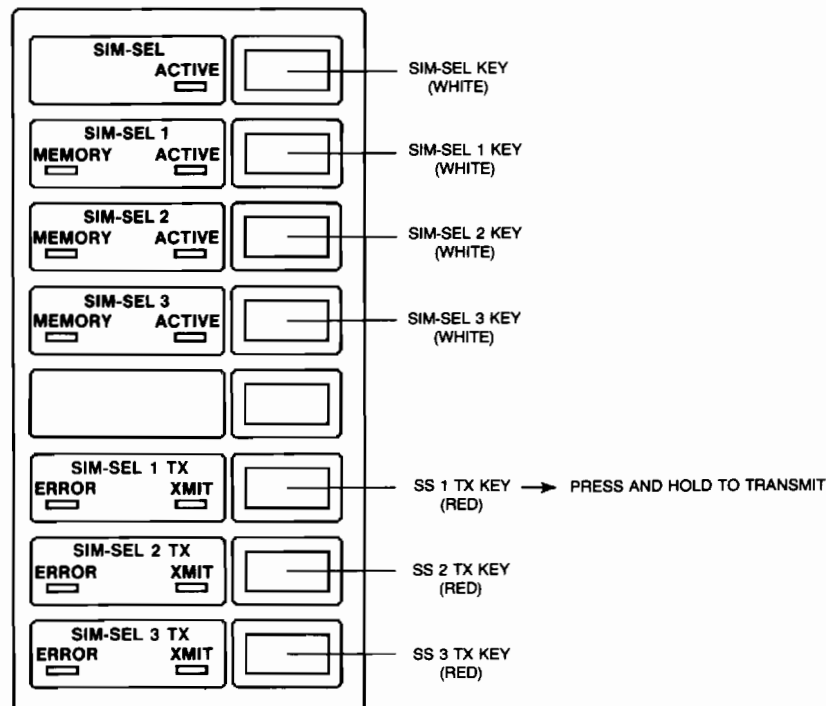 SIM-SEL
ACTIVE
SIM-SEL KEY
(WHITE)
SIM-SEL 1
MEMORY ACTIVE
SIM-SEL 1 KEY
(WHITE)
SIM-SEL 2
MEMORY ACTIVE
SIM-SEL 2 KEY
(WHITE)
SIM-SEL 3
MEMORY ACTIVE
SIM-SEL 3 KEY
(WHITE)
SIM-SEL 1 TX
ERROR XMIT
SS 1 TX KEY → PRESS AND HOLD TO TRANSMIT
(RED)
SIM-SEL 2 TX
ERROR XMIT
SS 2 TX KEY
(RED)
SIM-SEL 3 TX
ERROR XMIT
SS 3 TX KEY
(RED)